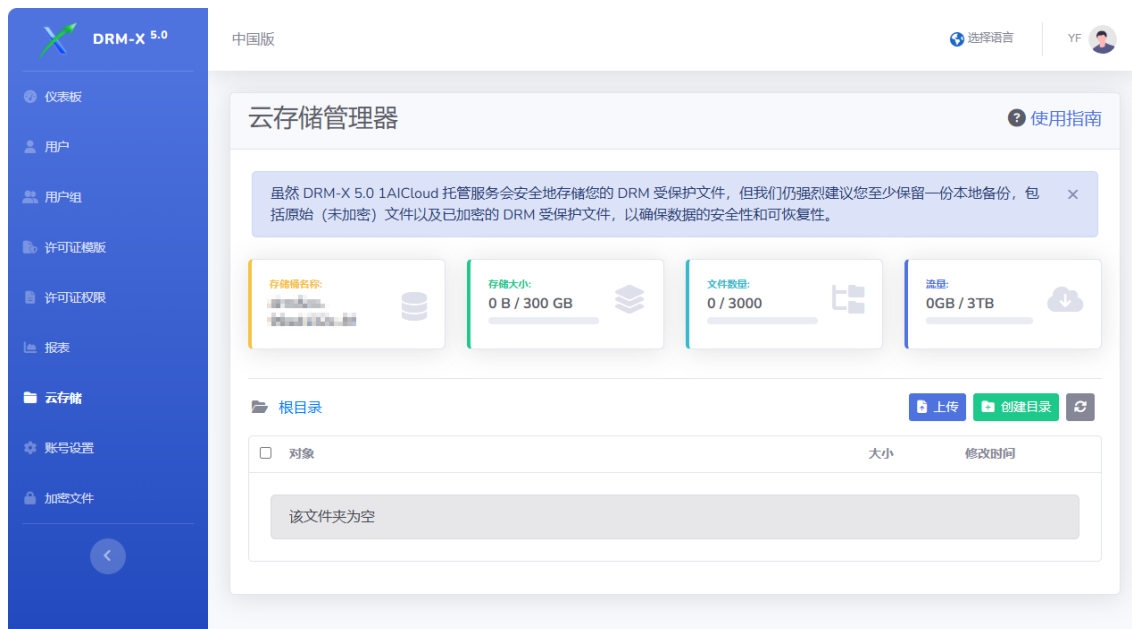 DRM-X 5.0
中国版
选择语言
YF
仪表板
用户
用户组
许可证模版
许可证权限
报表
云存储
账号设置
加密文件
云存储管理器
使用指南
虽然 DRM-X 5.0 1AICloud 托管服务会安全地存储您的 DRM 受保护文件，但我们仍强烈建议您至少保留一份本地备份，包
括原始（未加密）文件以及已加密的 DRM 受保护文件，以确保数据的安全性和可恢复性。
存储桶名称:
存储大小:
0 B / 300 GB
文件数量:
0 / 3000
流量:
0GB / 3TB
根目录
上传
创建目录
对象
大小
修改时间
该文件夹为空